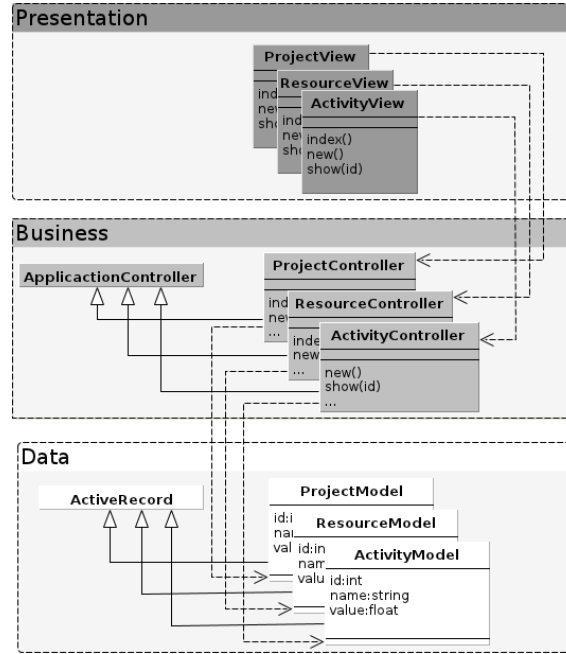 Presentation
ProjectView
ResourceView
ActivityView
index()
new()
show(id)
Business
ApplicactionController
ProjectController
ResourceController
ActivityController
new()
show(id)
...
Data
ActiveRecord
ProjectModel
ResourceModel
ActivityModel
id:int
name:string
value:float